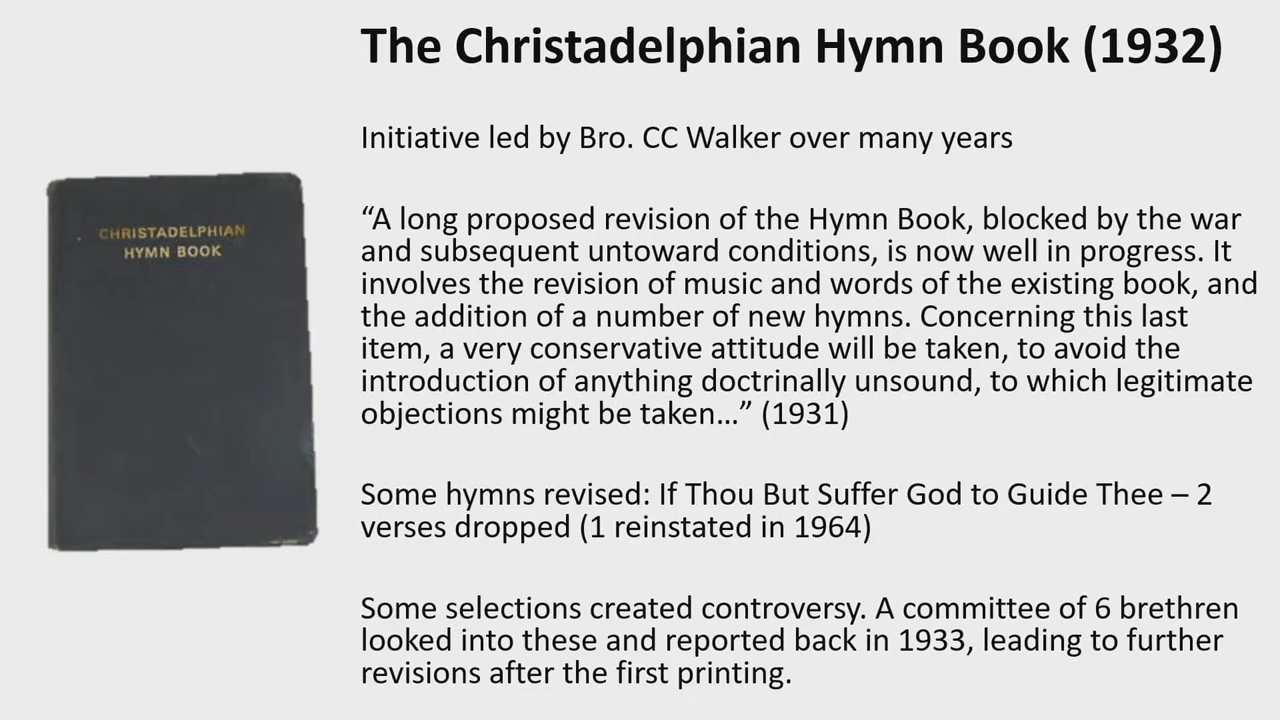 The Christadelphian Hymn Book (1932)
Initiative led by Bro. CC Walker over many years
CHRISTADELPHIAN
HYMN BOOK
“A long proposed revision of the Hymn Book, blocked by the war
and subsequent untoward conditions, is now well in progress. It
involves the revision of music and words of the existing book, and
the addition of a number of new hymns. Concerning this last
item, a very conservative attitude will be taken, to avoid the
introduction of anything doctrinally unsound, to which legitimate
objections might be taken…” (1931)
Some hymns revised: If Thou But Suffer God to Guide Thee – 2
verses dropped (1 reinstated in 1964)
Some selections created controversy. A committee of 6 brethren
looked into these and reported back in 1933, leading to further
revisions after the first printing.